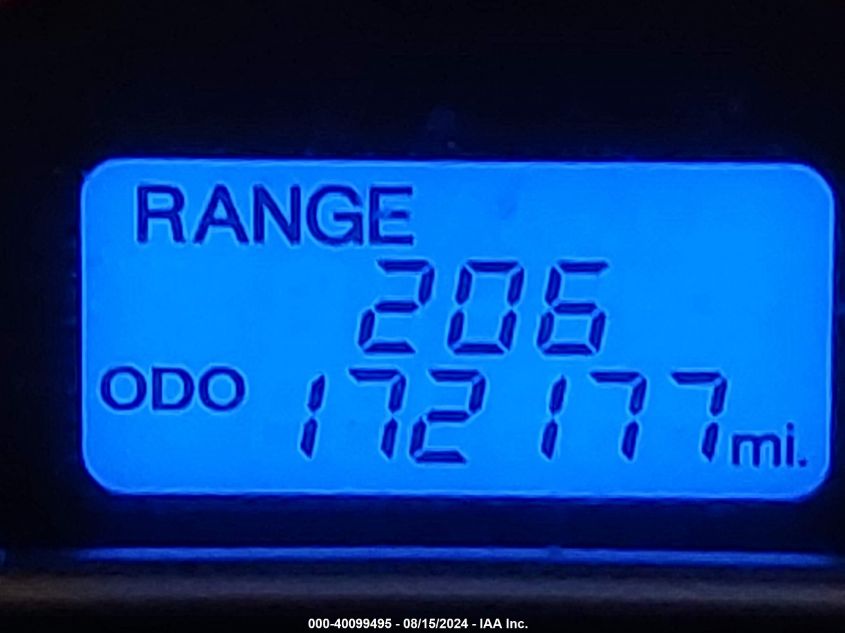 RANGE
206
ODO 172177 mi.
000-40099495 - 08/15/2024 - IAA Inc.